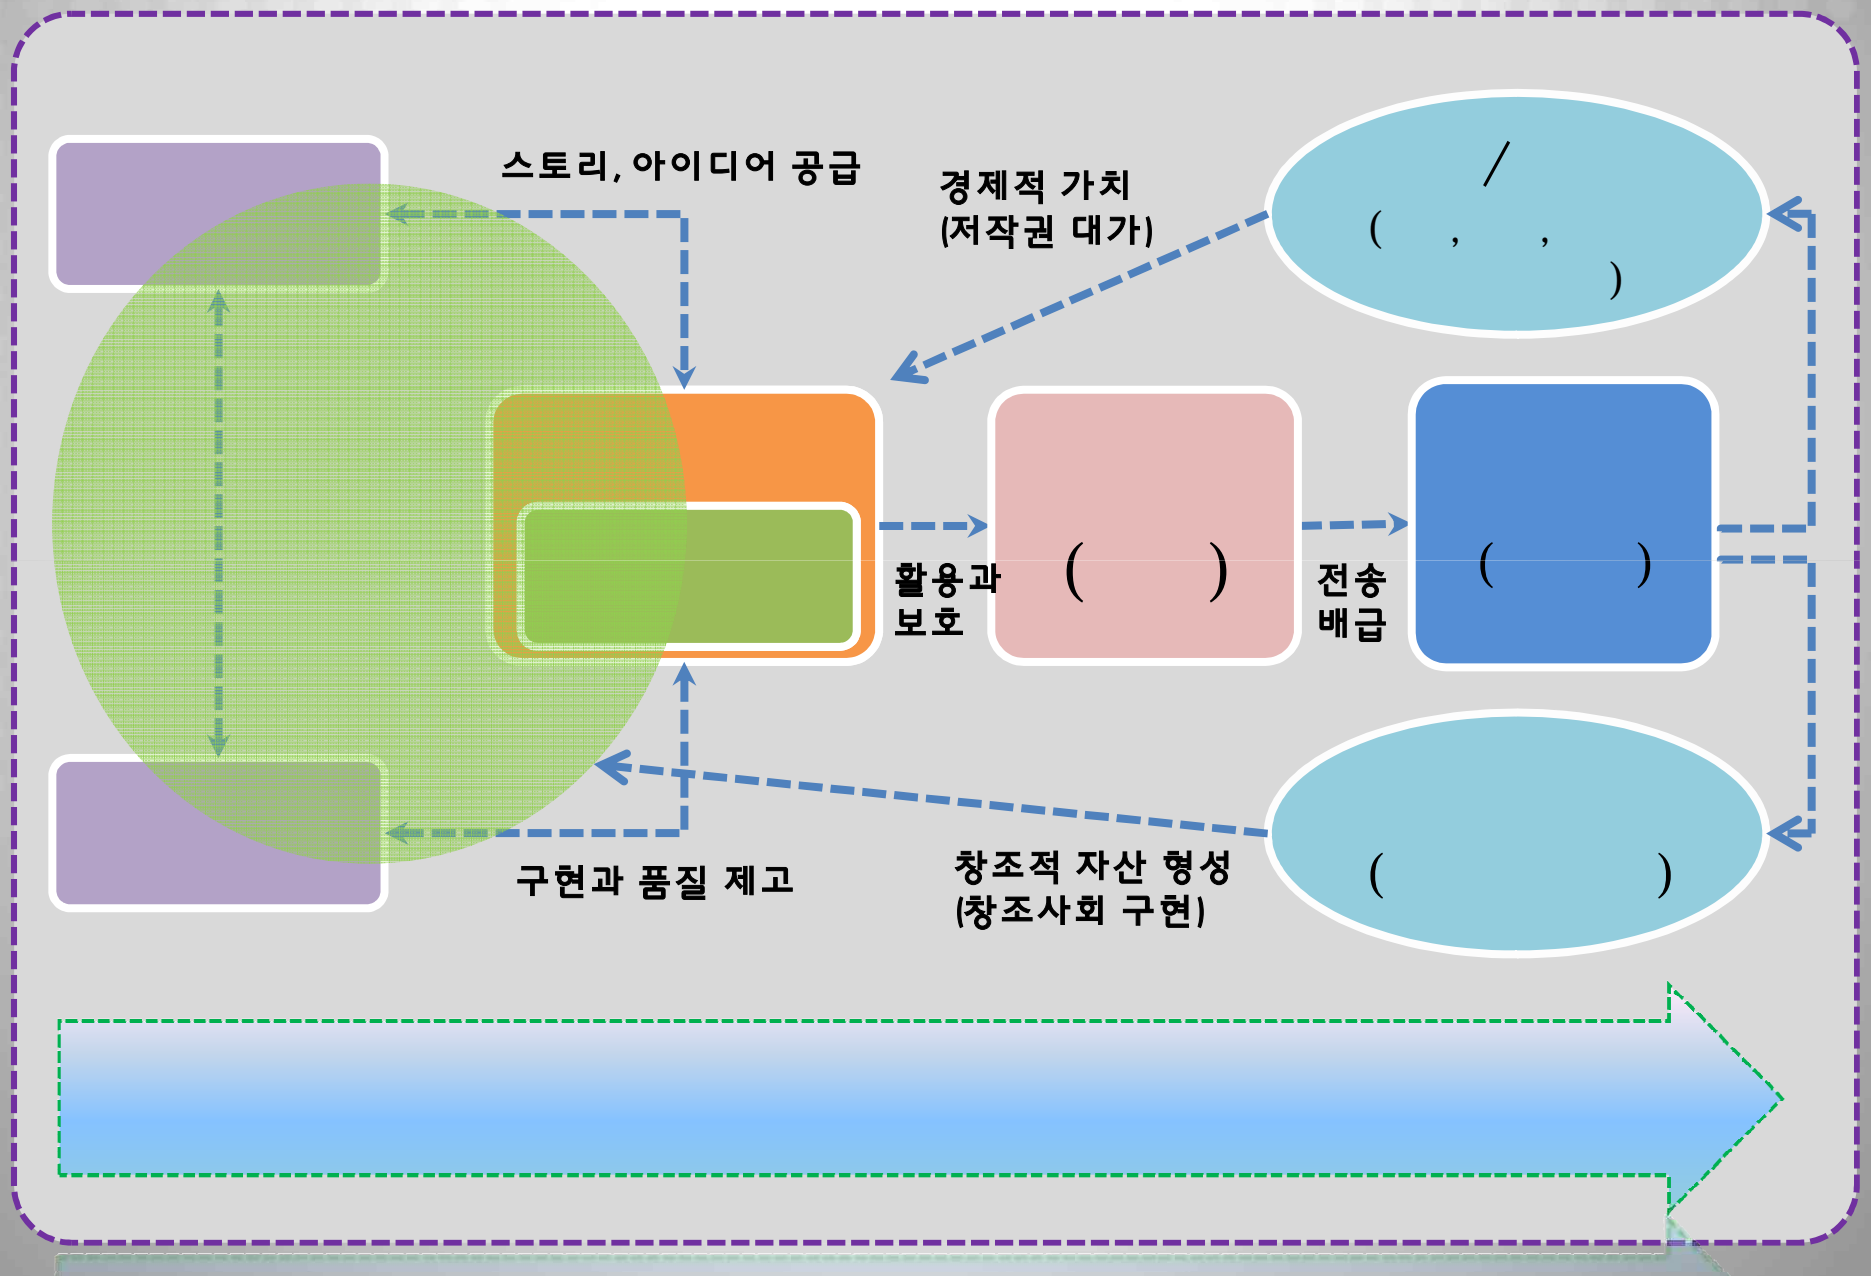 스토리, 아이디어 공급
경제적 가치
(저작권 대가)
/
( , ,
)
활용과
보호
( )
전송
배급
( )
구현과 품질 제고
창조적 자산 형성
(창조사회 구현)
( )